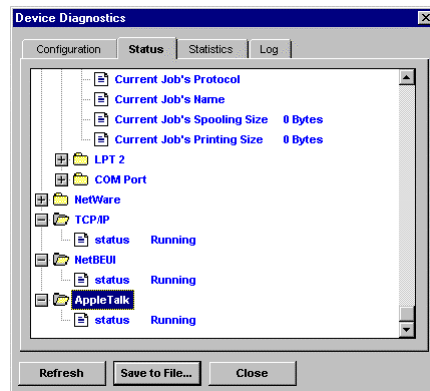 Device Diagnostics
Configuration Status Statistics Log
Current Job's Protocol
Current Job's Name
Current Job's Spooling Size 0 Bytes
Current Job's Printing Size 0 Bytes
LPT 2
COM Port
NetWare
TCP/IP
status Running
NetBEUI
status Running
AppleTalk
status Running
Refresh Save to File... Close